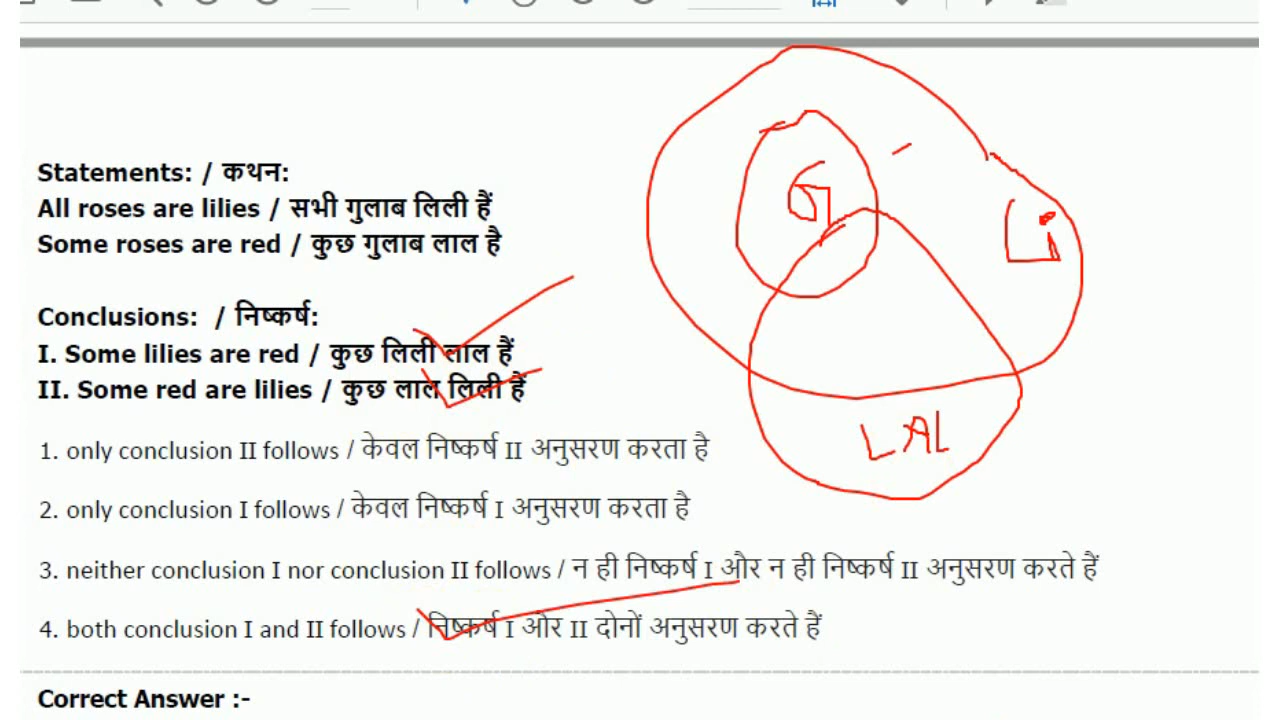 Statements: / कथन:
All roses are lilies / सभी गुलाब लिली हैं
Some roses are red / कुछ गुलाब लाल है
Conclusions: / निष्कर्ष:
I. Some lilies are red / कुछ लिली लाल हैं
II. Some red are lilies / कुछ लाल लिली हैं
1. only conclusion II follows / केवल निष्कर्ष II अनुसरण करता है
2. only conclusion I follows / केवल निष्कर्ष I अनुसरण करता है
3. neither conclusion I nor conclusion II follows / न ही निष्कर्ष I और न ही निष्कर्ष II अनुसरण करते हैं
4. both conclusion I and II follows / निष्कर्ष I और II दोनों अनुसरण करते हैं
Correct Answer :-
G
Li
LAL